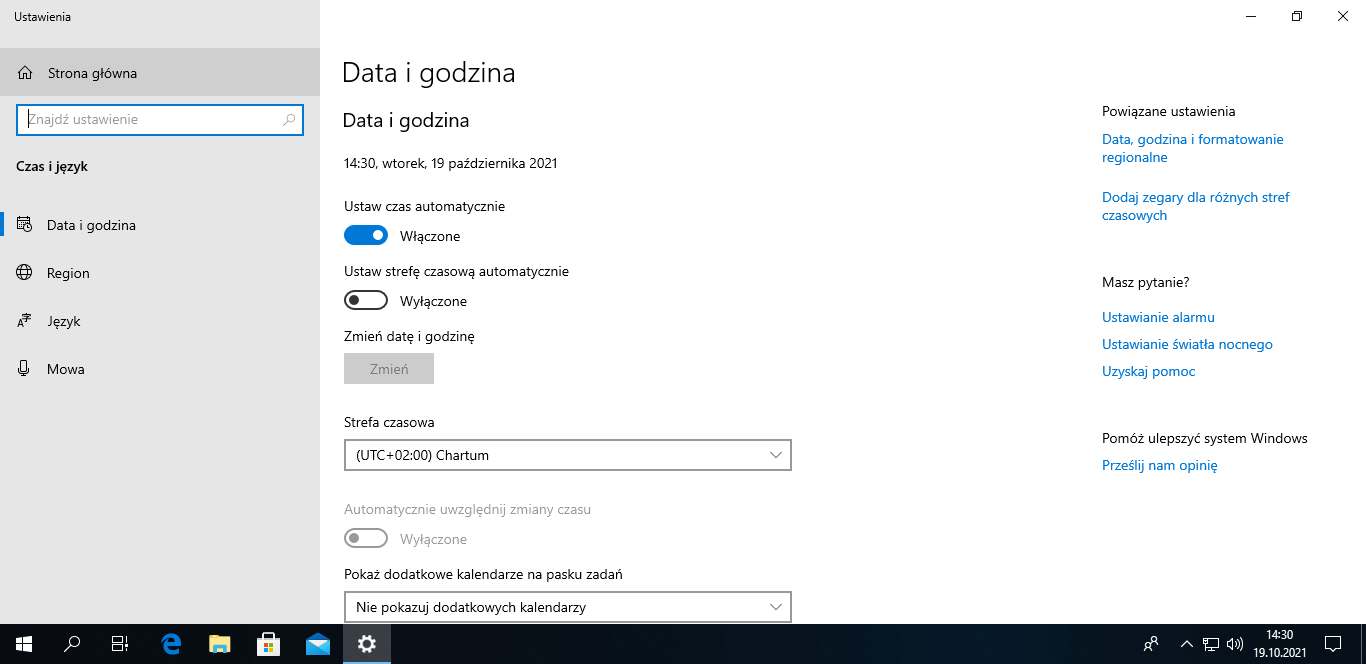 Ustawienia
Strona główna
Znajdź ustawienie
Czas i język
Data i godzina
Region
Język
Mowa
Data i godzina
Data i godzina
14:30, wtorek, 19 października 2021
Ustaw czas automatycznie
Włączone
Ustaw strefę czasową automatycznie
Wyłączone
Zmień datę i godzinę
Zmień
Strefa czasowa
(UTC+02:00) Chartum
Automatycznie uwzględnij zmiany czasu
Wyłączone
Pokaż dodatkowe kalendarze na pasku zadań
Nie pokazuj dodatkowych kalendarzy
Powiązane ustawienia
Data, godzina i formatowanie
regionalne
Dodaj zegary dla różnych stref
czasowych
Masz pytanie?
Ustawianie alarmu
Ustawianie światła nocnego
Uzyskaj pomoc
Pomóż ulepszyć system Windows
Prześlij nam opinię
14:30
19.10.2021